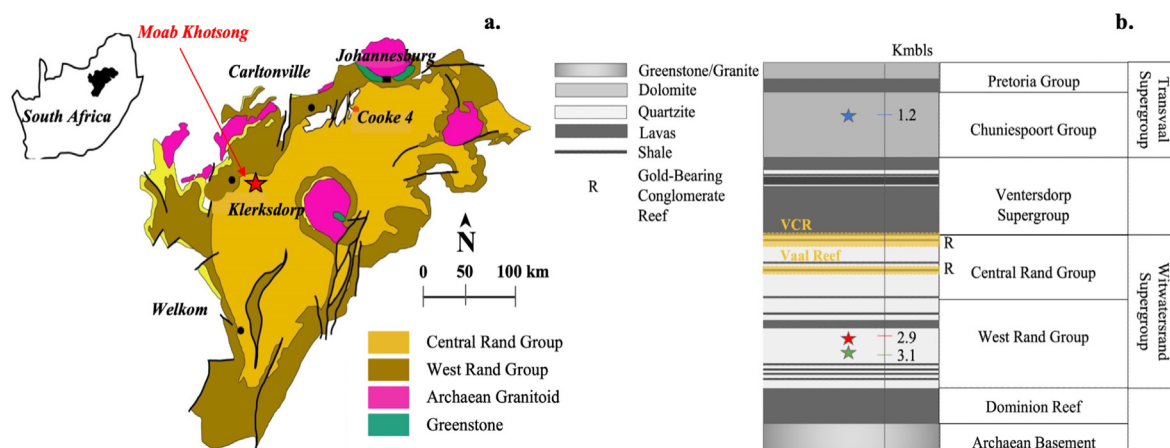 a.
Moab Khotsong
Johannesburg
Carltonville
Cooke 4
South Africa
Klerksdorp
N
0 50 100 km
Welkom
Central Rand Group
West Rand Group
Archaean Granitoid
Greenstone
b.
Kmbls
Greenstone/Granite
Dolomite
Quartzite
Lavas
Shale
R
Gold-Bearing
Conglomerate
Reef
1.2
VCR
R
Vaal Reef
R
2.9
3.1
Pretoria Group
Chuniespoort Group
Ventersdorp
Supergroup
Central Rand Group
West Rand Group
Dominion Reef
Archaean Basement
Transvaal
Supergroup
Witwatersrand
Supergroup